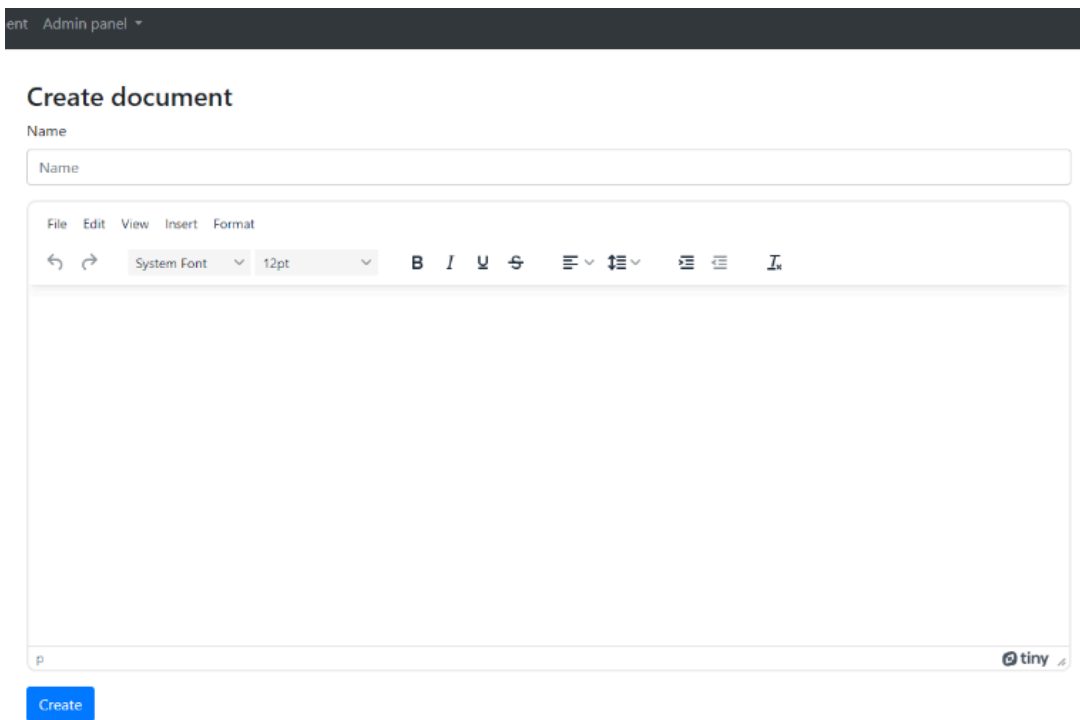 ent Admin panel
Create document
Name
Name
File Edit View Insert Format
System Font 12pt B I U S
p tiny
Create